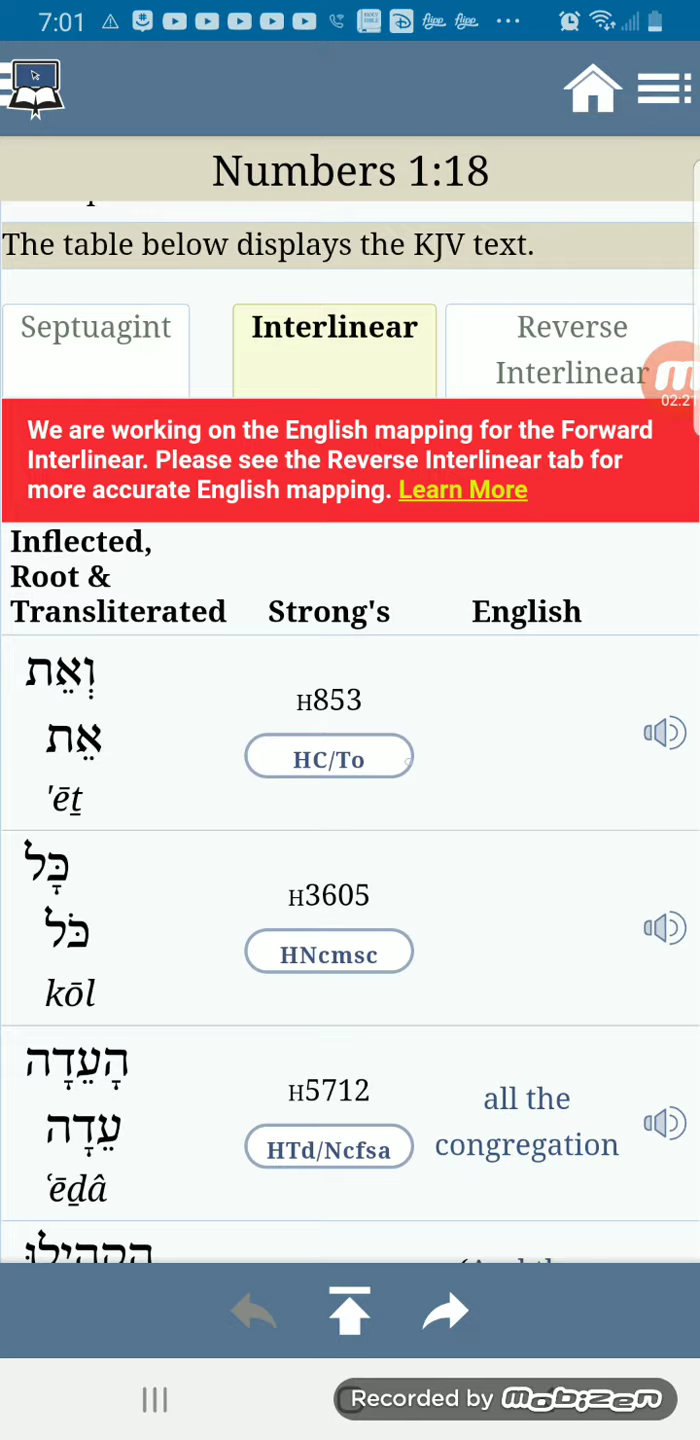 7:01
Numbers 1:18
The table below displays the KJV text.
Septuagint
Interlinear
Reverse
Interlinear
02:21
We are working on the English mapping for the Forward
Interlinear. Please see the Reverse Interlinear tab for
more accurate English mapping. Learn More
Inflected,
Root &
Transliterated Strong's English
וְאֵת
אֵת
'ēṯ
H853
HC/To
כָּל
כֹּל
kōl
H3605
HNcmsc
הָעֵדָה
עֵדָה
ʿēḏâ
H5712
HTd/Ncfsa
all the
congregation
Recorded by mobizen